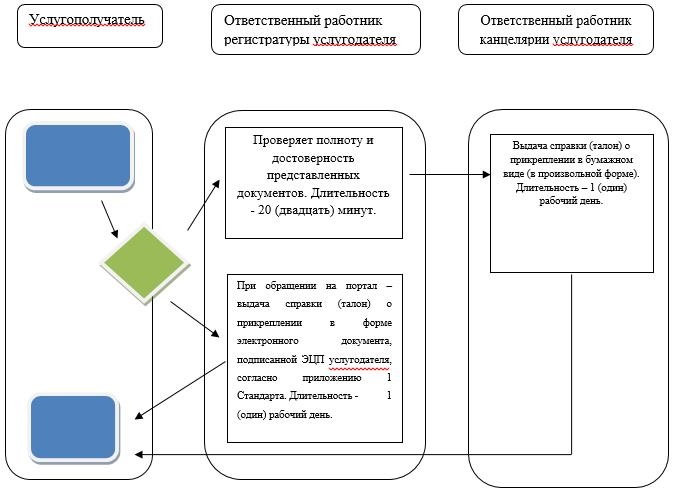 Услугополучатель
Ответственный работник
регистратуры услугодателя
Ответственный работник
канцелярии услугодателя
Проверяет полноту и
достоверность
представленных
документов. Длительность
- 20 (двадцать) минут.
При обращении на портал –
выдача справки (талон) о
прикреплении в форме
электронного документа,
подписанной ЭЦП услугодателя,
согласно приложению 1
Стандарта. Длительность - 1
(один) рабочий день.
Выдача справки (талон) о
прикреплении в бумажном
виде (в произвольной форме).
Длительность – 1 (один)
рабочий день.